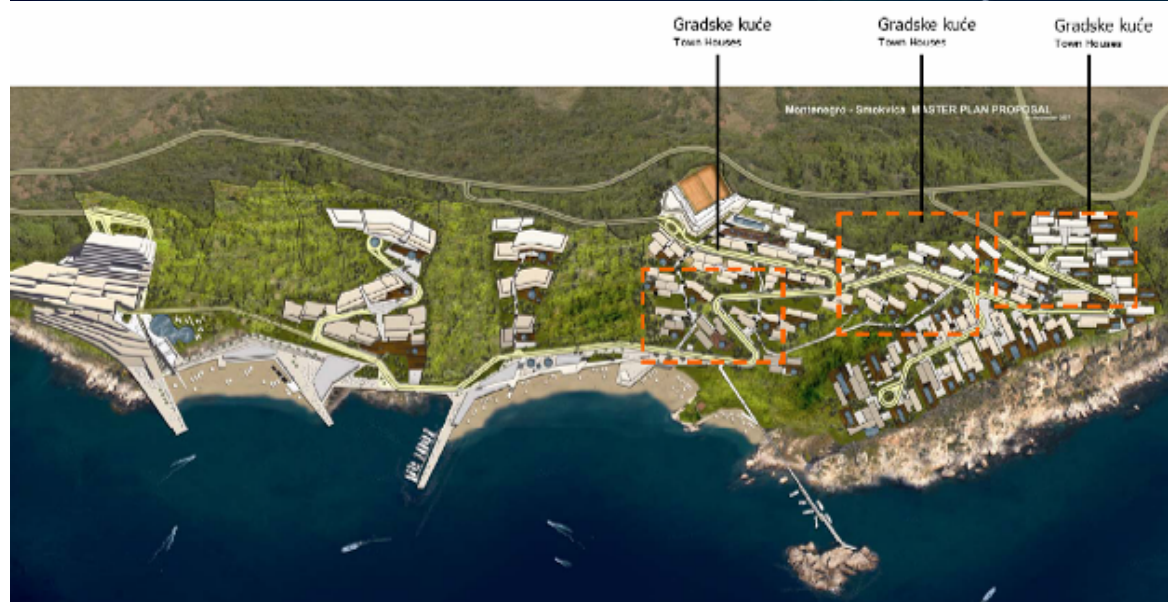 Gradske kuće
Town Houses
Gradske kuće
Town Houses
Gradske kuće
Town Houses
Montenegro - Smokvica MASTER PLAN PROPOSAL